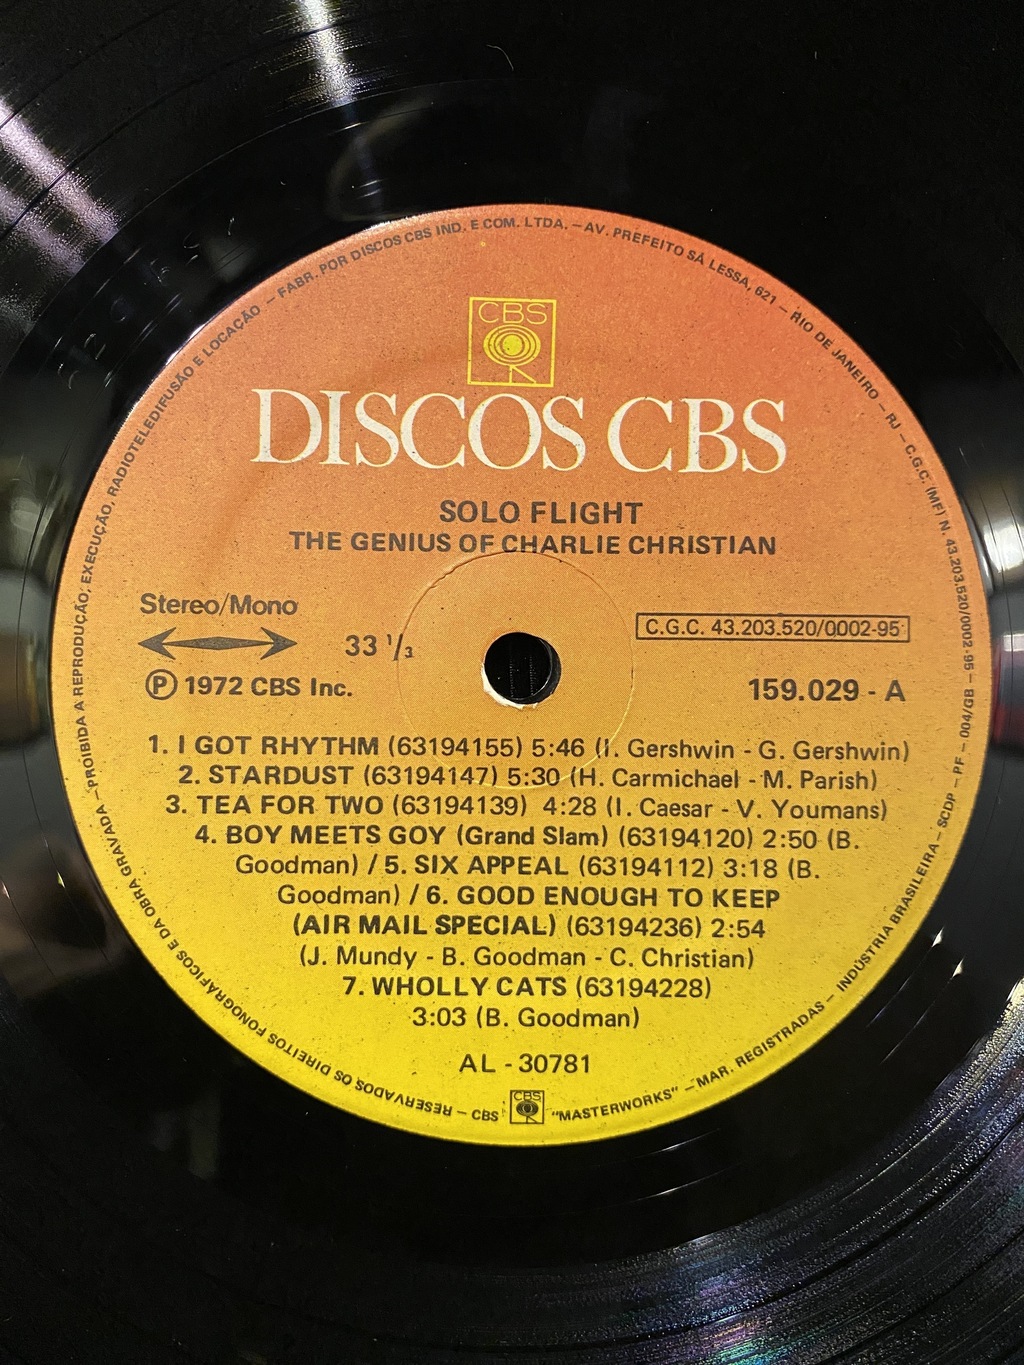 FABR. POR DISCOS CBS IND. E COM. LTDA. – AV. PREFEITO SÁ LESSA, 621 – RIO DE JANEIRO – RJ – C.G.C. (MF) N. 43.203.520/0002-95 – GB/004/00 – PF – SCDP – INDÚSTRIA BRASILEIRA – MAR. REGISTRADAS – "MASTERWORKS" CBS – CBS – RESERVADOS OS DIREITOS FONOGRÁFICOS E DA OBRA GRAVADA – PROIBIDA A REPRODUÇÃO, EXECUÇÃO, RADIOTELEDIFUSÃO E LOCAÇÃO –
CBS
DISCOS CBS
SOLO FLIGHT
THE GENIUS OF CHARLIE CHRISTIAN
Stereo/Mono
C.G.C. 43.203.520/0002-95
33 1/3
Ⓟ 1972 CBS Inc.
159.029 - A
1. I GOT RHYTHM (63194155) 5:46 (I. Gershwin - G. Gershwin)
2. STARDUST (63194147) 5:30 (H. Carmichael - M. Parish)
3. TEA FOR TWO (63194139) 4:28 (I. Caesar - V. Youmans)
4. BOY MEETS GOY (Grand Slam) (63194120) 2:50 (B.
Goodman) / 5. SIX APPEAL (63194112) 3:18 (B.
Goodman) / 6. GOOD ENOUGH TO KEEP
(AIR MAIL SPECIAL) (63194236) 2:54
(J. Mundy - B. Goodman - C. Christian)
7. WHOLLY CATS (63194228)
3:03 (B. Goodman)
AL - 30781